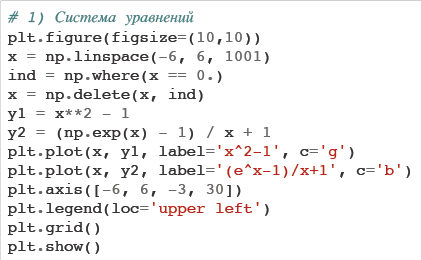 # 1) Система уравнений
plt.figure(figsize=(10,10))
x = np.linspace(-6, 6, 1001)
ind = np.where(x == 0.)
x = np.delete(x, ind)
y1 = x**2 - 1
y2 = (np.exp(x) - 1) / x + 1
plt.plot(x, y1, label='x^2-1', c='g')
plt.plot(x, y2, label='(e^x-1)/x+1', c='b')
plt.axis([-6, 6, -3, 30])
plt.legend(loc='upper left')
plt.grid()
plt.show()